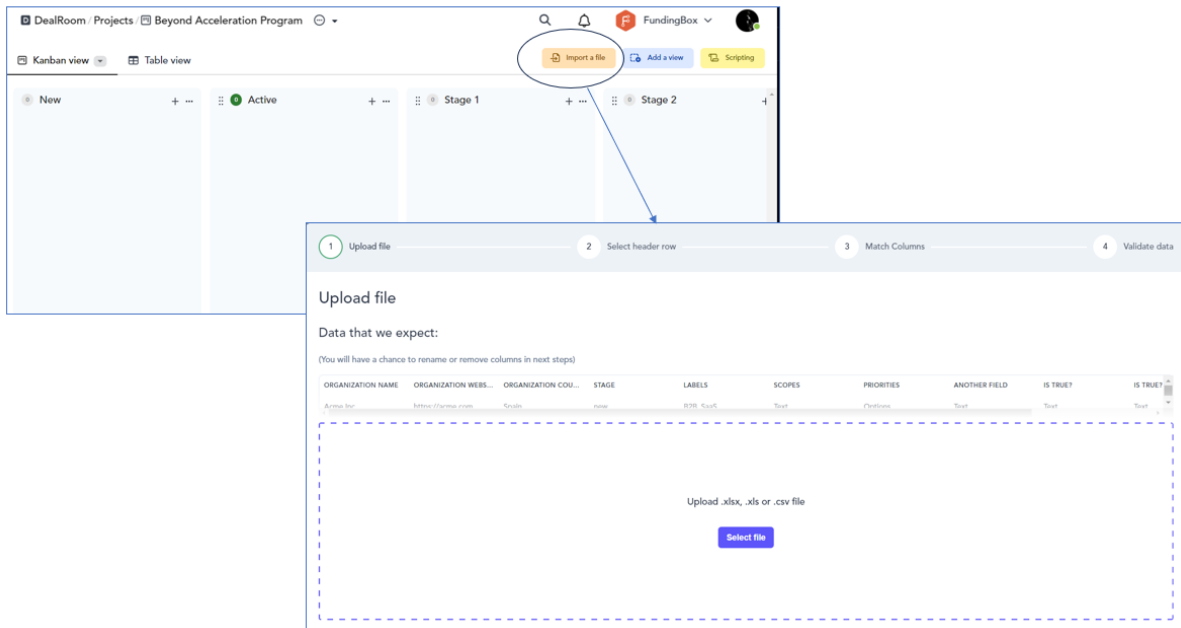 DealRoom / Projects / Beyond Acceleration Program
FundingBox
Kanban view
Table view
Import a file
Add a view
Scripting
0 New
0 Active
0 Stage 1
0 Stage 2
1 Upload file
2 Select header row
3 Match Columns
4 Validate data
Upload file
Data that we expect:
(You will have a chance to rename or remove columns in next steps)
ORGANIZATION NAME ORGANIZATION WEBS... ORGANIZATION COU... STAGE LABELS SCOPES PRIORITIES ANOTHER FIELD IS TRUE? IS TRUE?
Acme Inc https://acme.com Spain new B2B, SaaS Text Options Text Text Text
Upload .xlsx, .xls or .csv file
Select file